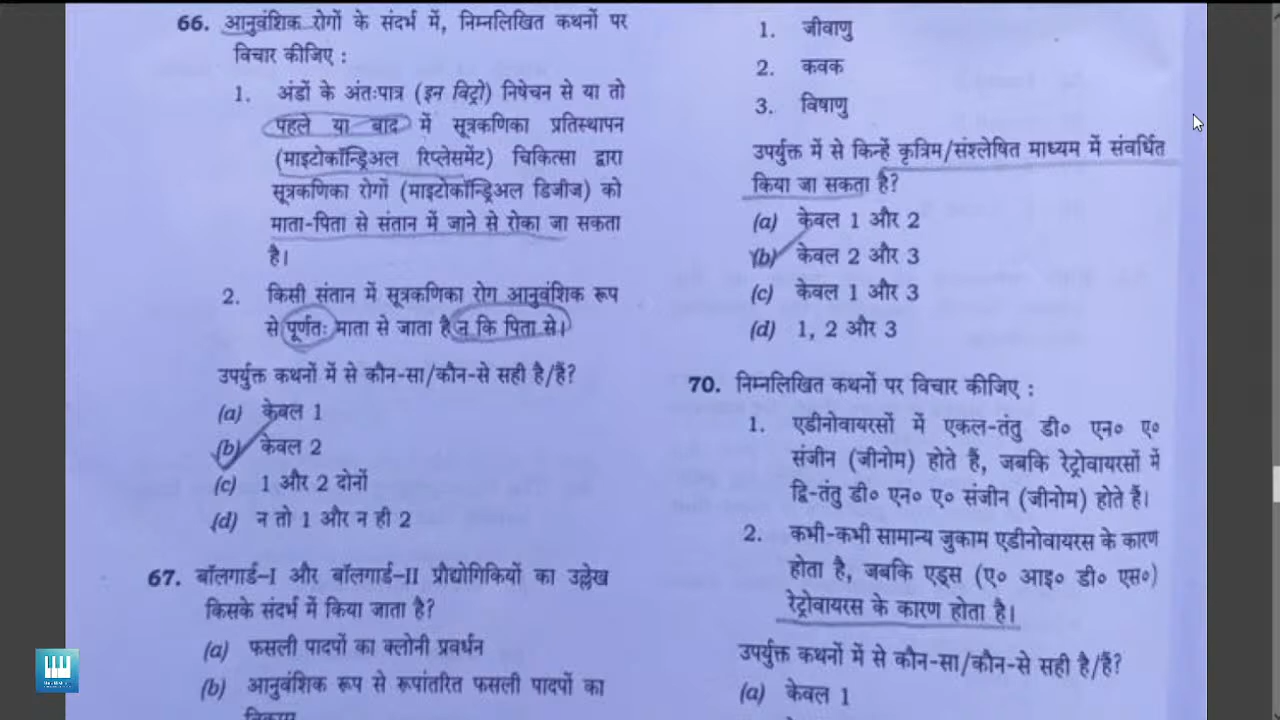 66. आनुवंशिक रोगों के संदर्भ में, निम्नलिखित कथनों पर
विचार कीजिए :
1. अंडों के अंतःपात्र (इन विट्रो) निषेचन से या तो
पहले या बाद में सूत्रकणिका प्रतिस्थापन
(माइटोकॉन्ड्रिअल रिप्लेसमेंट) चिकित्सा द्वारा
सूत्रकणिका रोगों (माइटोकॉन्ड्रिअल डिजीज) को
माता-पिता से संतान में जाने से रोका जा सकता
है।
2. किसी संतान में सूत्रकणिका रोग आनुवंशिक रूप
से पूर्णतः माता से जाता है न कि पिता से।
उपर्युक्त कथनों में से कौन-सा/कौन-से सही है/हैं?
(a) केवल 1
(b) केवल 2
(c) 1 और 2 दोनों
(d) न तो 1 और न ही 2
67. बॉलगार्ड-I और बॉलगार्ड-II प्रौद्योगिकियों का उल्लेख
किसके संदर्भ में किया जाता है?
(a) फसली पादपों का क्लोनी प्रवर्धन
(b) आनुवंशिक रूप से रूपांतरित फसली पादपों का
विकास
1. जीवाणु
2. कवक
3. विषाणु
उपर्युक्त में से किन्हें कृत्रिम/संश्लेषित माध्यम में संवर्धित
किया जा सकता है?
(a) केवल 1 और 2
(b) केवल 2 और 3
(c) केवल 1 और 3
(d) 1, 2 और 3
70. निम्नलिखित कथनों पर विचार कीजिए :
1. एडीनोवायरसों में एकल-तंतु डी० एन० ए०
संजीन (जीनोम) होते हैं, जबकि रेट्रोवायरसों में
द्वि-तंतु डी० एन० ए० संजीन (जीनोम) होते हैं।
2. कभी-कभी सामान्य जुकाम एडीनोवायरस के कारण
होता है, जबकि एड्स (ए० आइ० डी० एस०)
रेट्रोवायरस के कारण होता है।
उपर्युक्त कथनों में से कौन-सा/कौन-से सही है/हैं?
(a) केवल 1